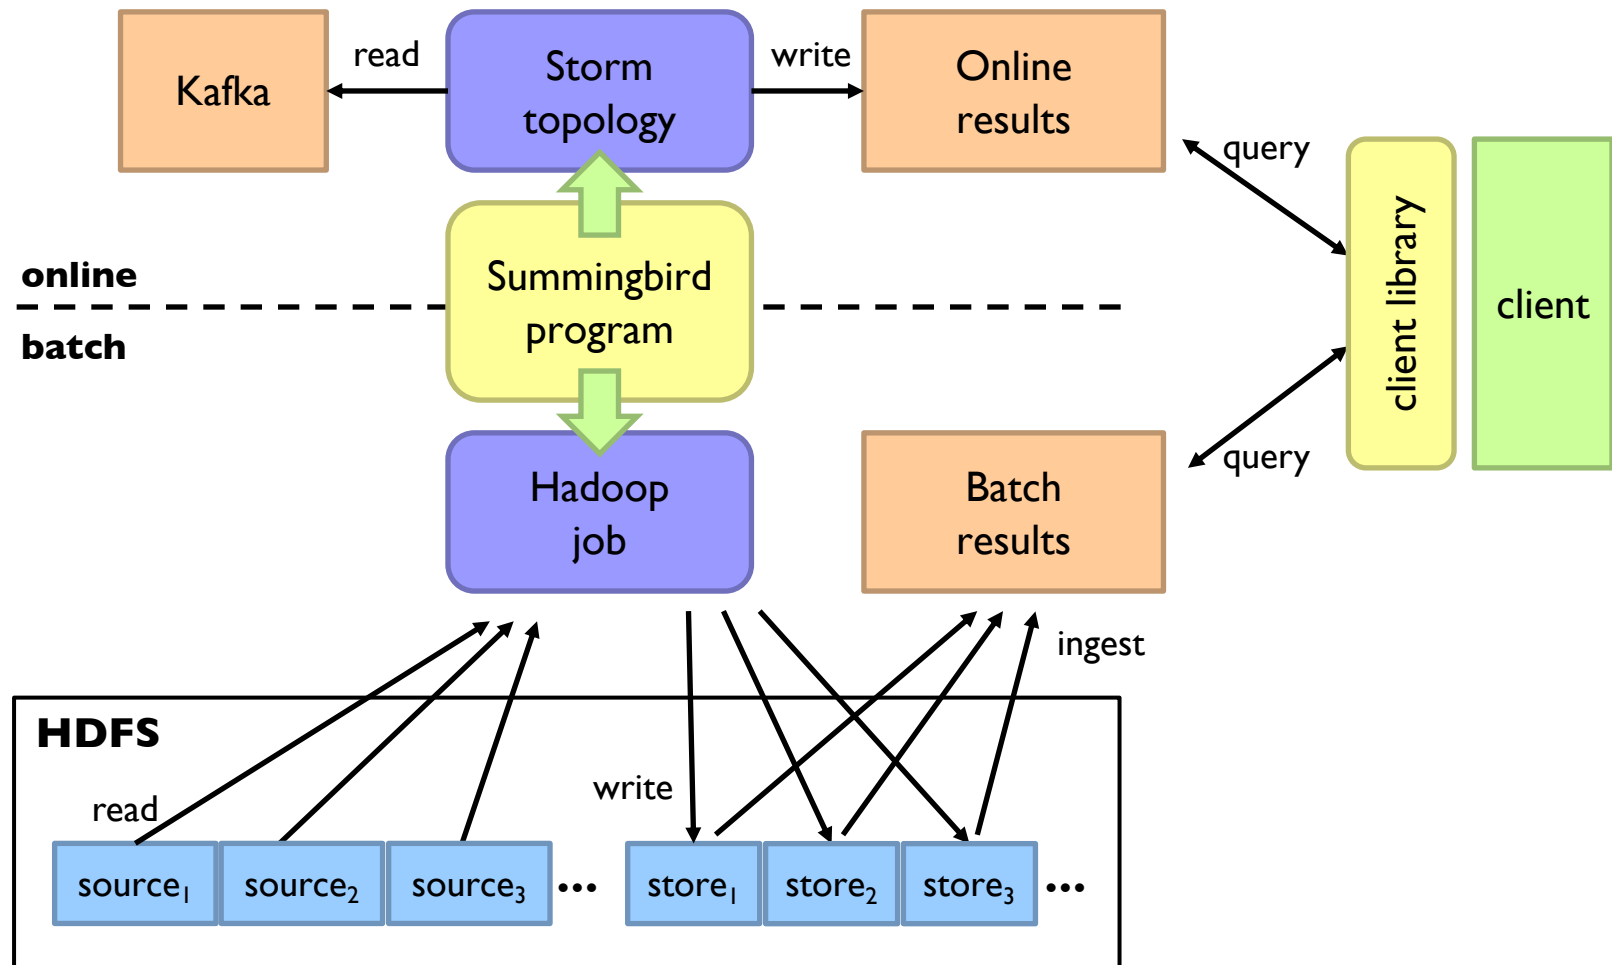 Kafka
read
Storm
topology
write
Online
results
query
online
batch
Summingbird
program
client library
client
Hadoop
job
Batch
results
query
ingest
HDFS
read
write
source1
source2
source3
...
store1
store2
store3
...